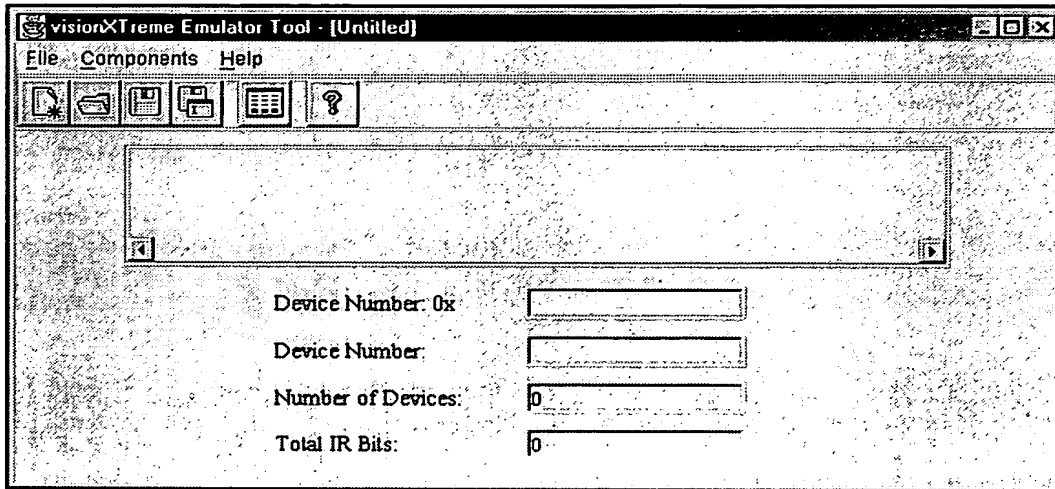 visionXTreme Emulator Tool - [Untitled]
File Components Help
Device Number: 0x
Device Number:
Number of Devices: 0
Total IR Bits: 0